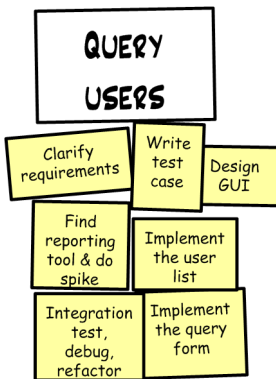 QUERY
USERS
Clarify
requirements
Write
test
case
Design
GUI
Find
reporting
tool & do
spike
Implement
the user
list
Integration
test,
debug,
refactor
Implement
the query
form